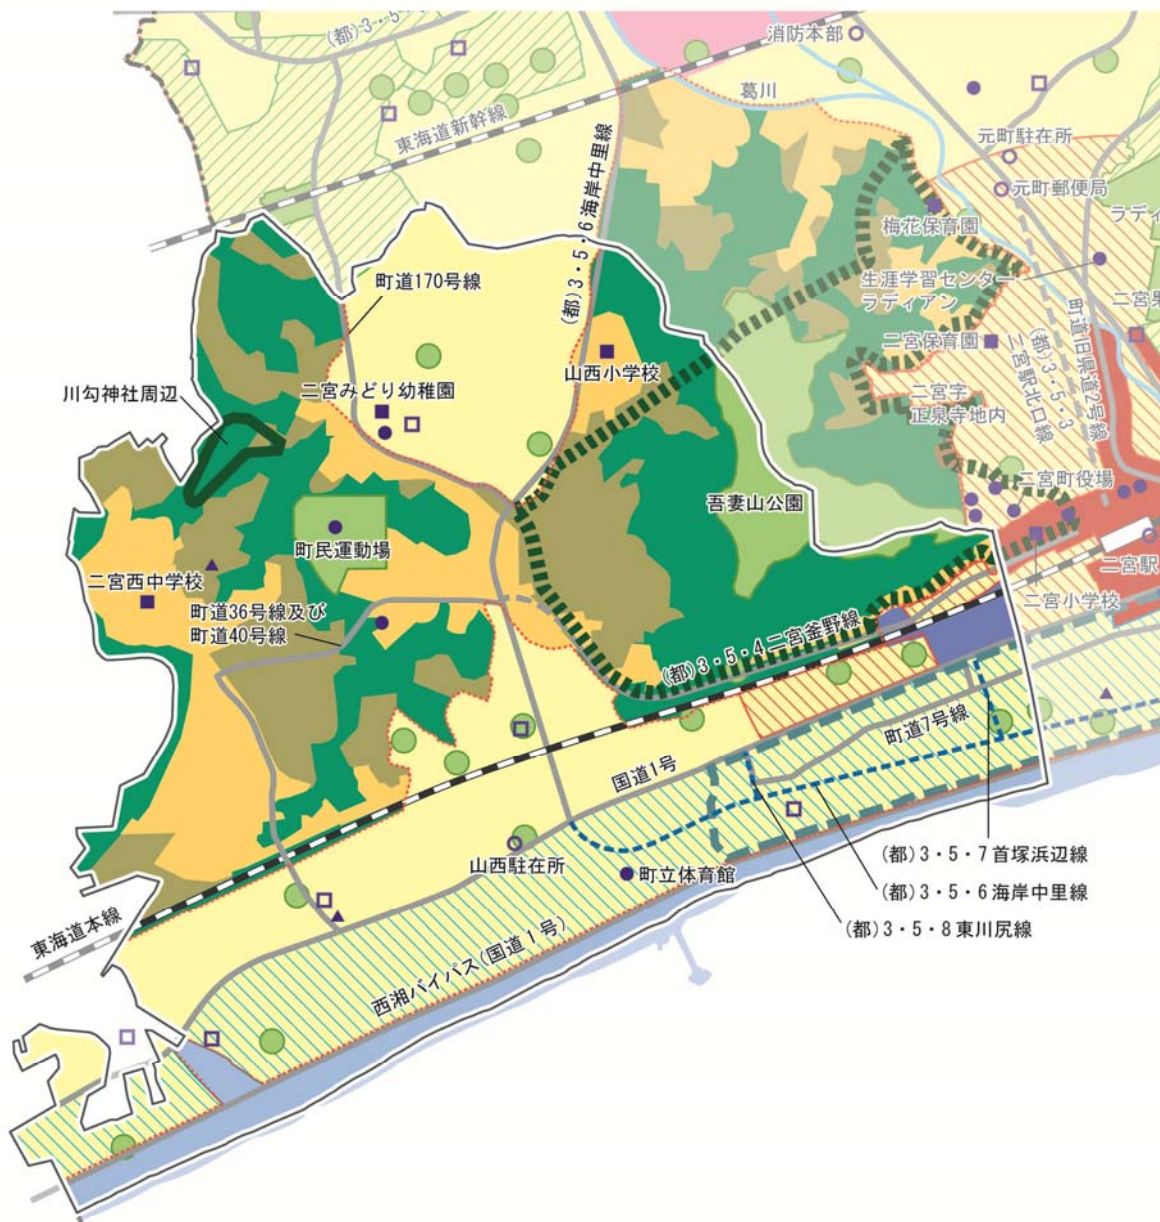 (都)3・5・7
消防本部
葛川
東海道新幹線
(都)3・5・6海岸中里線
元町駐在所
元町郵便局
ラディ
梅花保育園
町道170号線
生涯学習センター
ラディアン
二宮果
町道旧県道2号線
(都)3・5・3
二宮駅北口線
二宮保育園
山西小学校
川勾神社周辺
二宮みどり幼稚園
二宮字
正泉寺地内
二宮町役場
吾妻山公園
町民運動場
二宮駅
二宮西中学校
二宮小学校
町道36号線及び
町道40号線
(都)3・5・4二宮釜野線
町道7号線
国道1号
(都)3・5・7首塚浜辺線
山西駐在所
町立体育館
(都)3・5・6海岸中里線
(都)3・5・8東川尻線
東海道本線
西湘バイパス(国道1号)